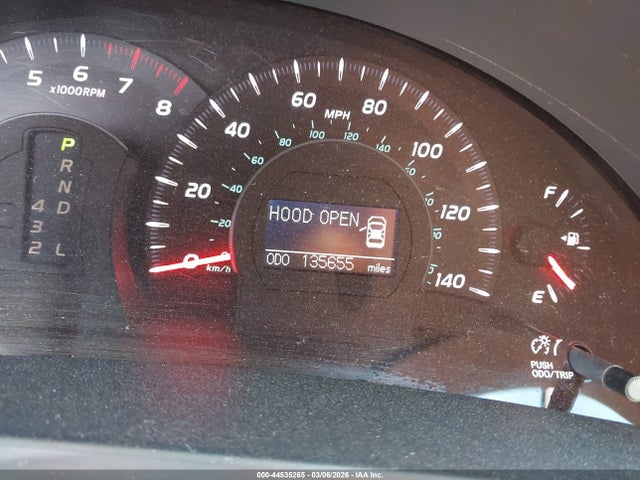 5 6 7 8
x1000RPM
P
R
N
4 D
3
2 L
0 20 40 60 80 100 120 140
MPH
20 40 60 80 100 120 140
km/h
HOOD OPEN
ODO 135655 miles
F
E
PUSH
ODO/TRIP
000-44535265 - 03/06/2026 - IAA Inc.